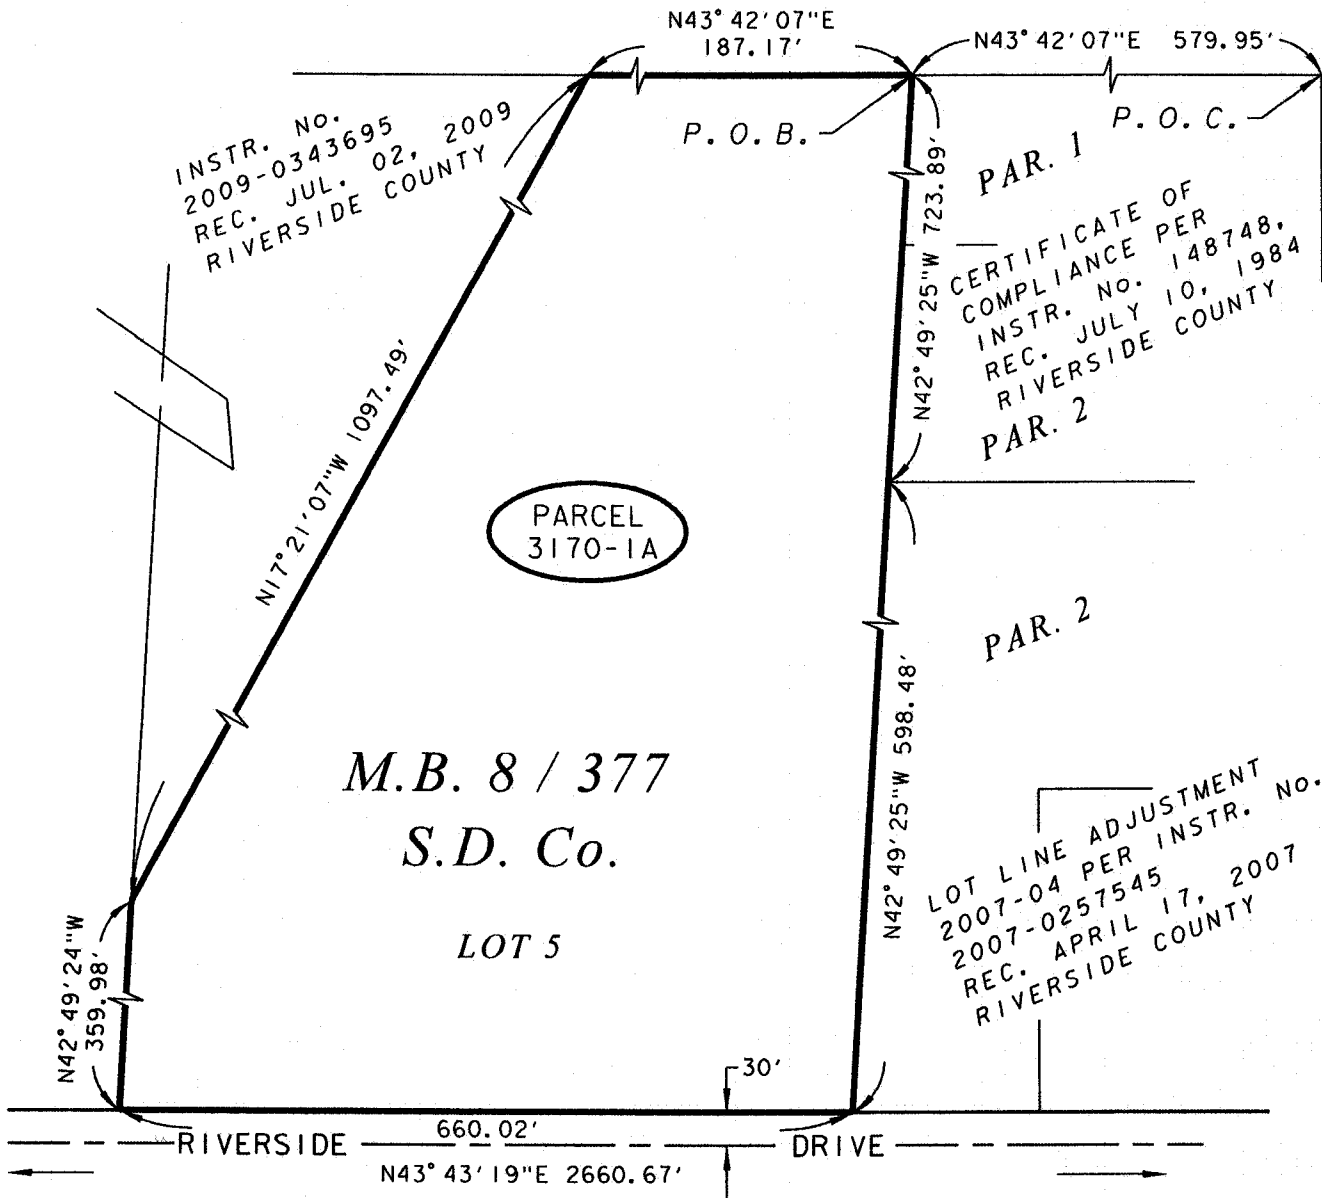 N43°42'07"E
187.17'
N43°42'07"E 579.95'
P.O.B.
P.O.C.
INSTR. No.
2009-0343695
REC. JUL. 02, 2009
RIVERSIDE COUNTY
N42°49'25"W 723.89'
PAR. 1
CERTIFICATE OF
COMPLIANCE PER
INSTR. No. 148748,
REC. JULY 10, 1984
RIVERSIDE COUNTY
PAR. 2
N17°21'07"W 1097.49'
PARCEL
3170-1A
PAR. 2
N42°49'25"W 598.48'
M.B. 8 / 377
S.D. Co.
LOT 5
LOT LINE ADJUSTMENT
2007-04 PER INSTR. No.
2007-0257545
REC. APRIL 17, 2007
RIVERSIDE COUNTY
N42°49'24"W
359.98'
30'
660.02'
RIVERSIDE DRIVE
N43°43'19"E 2660.67'